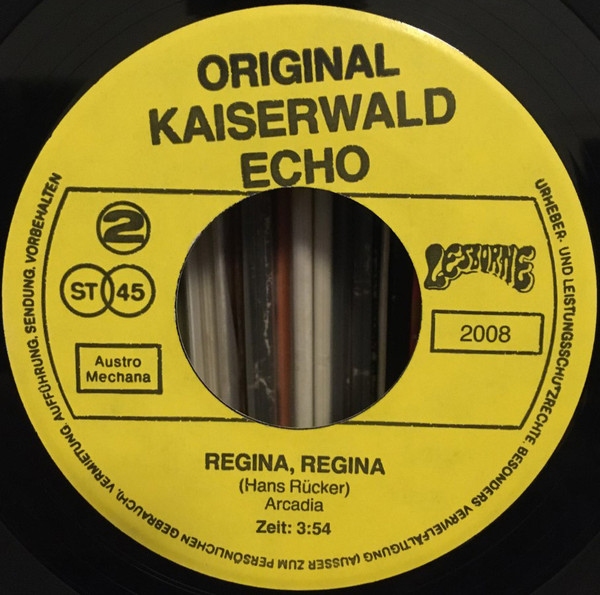 ORIGINAL
KAISERWALD
ECHO
2
ST 45
Austro
Mechana
LESBORNE
2008
REGINA, REGINA
(Hans Rücker)
Arcadia
Zeit: 3:54
URHEBER- UND LEISTUNGSSCHUTZRECHTE, BESONDERS VERVIELFÄLTIGUNG (AUSSER ZUM PERSÖNLICHEN GEBRAUCH), VERMIETUNG, AUFFÜHRUNG, SENDUNG, VORBEHALTEN